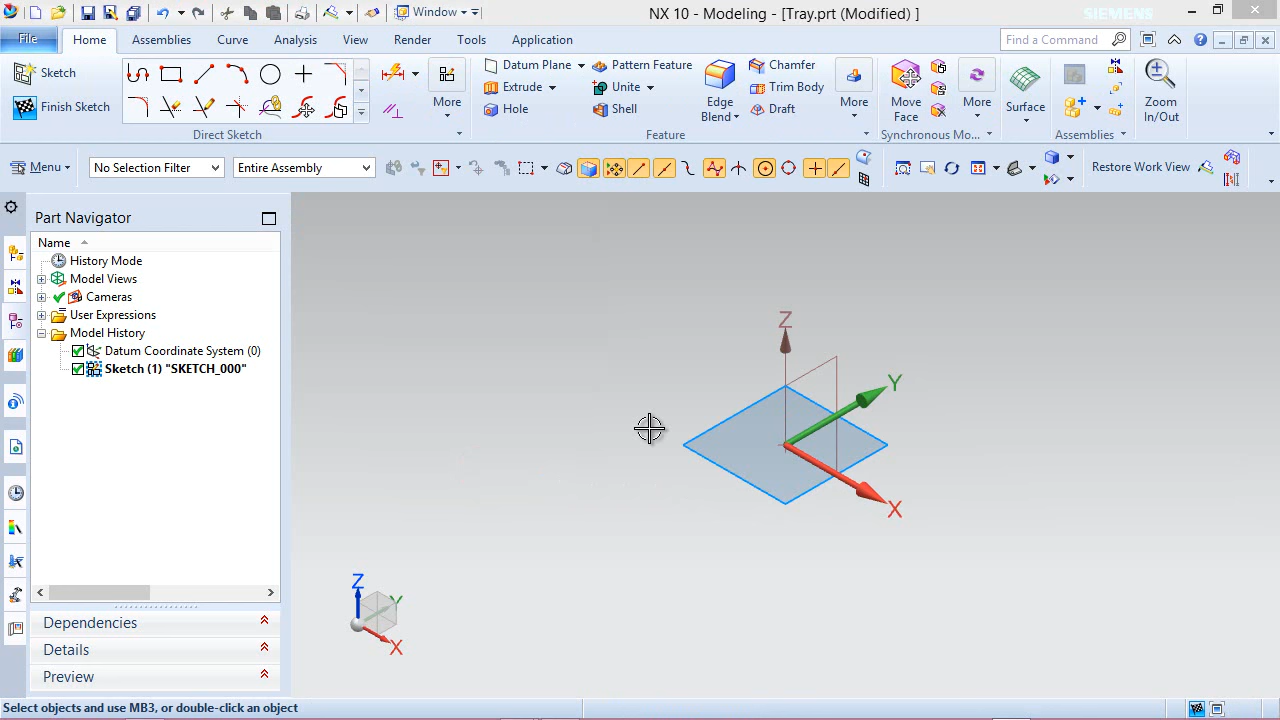 NX 10 - Modeling - [Tray.prt (Modified) ]
SIEMENS
Window
File
Home
Assemblies
Curve
Analysis
View
Render
Tools
Application
Find a Command
Sketch
Finish Sketch
Direct Sketch
More
Datum Plane
Extrude
Hole
Pattern Feature
Unite
Shell
Edge
Blend
Chamfer
Trim Body
Draft
More
Feature
Move
Face
More
Synchronous Mo...
Surface
Assemblies
Zoom
In/Out
Menu
No Selection Filter
Entire Assembly
Restore Work View
Part Navigator
Name
History Mode
Model Views
Cameras
User Expressions
Model History
Datum Coordinate System (0)
Sketch (1) "SKETCH_000"
Dependencies
Details
Preview
Z
Y
X
Z
Y
X
Select objects and use MB3, or double-click an object